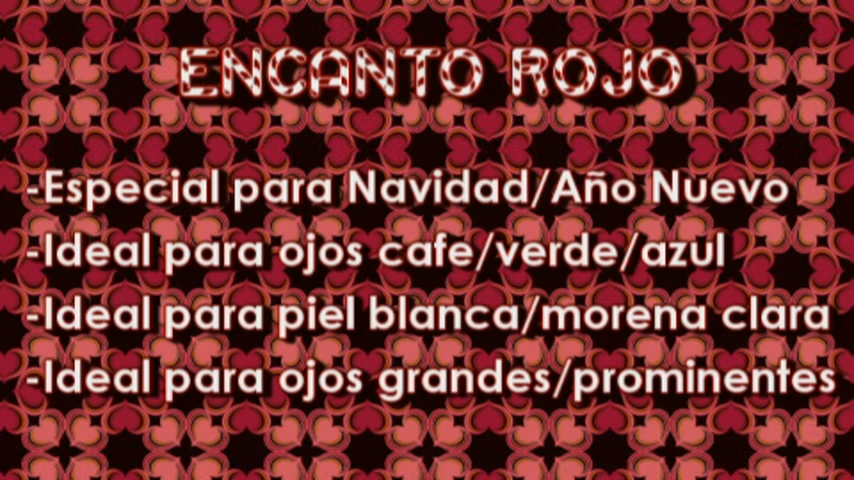 ENCANTO ROJO
-Especial para Navidad/Año Nuevo
-Ideal para ojos cafe/verde/azul
-Ideal para piel blanca/morena clara
-Ideal para ojos grandes/prominentes